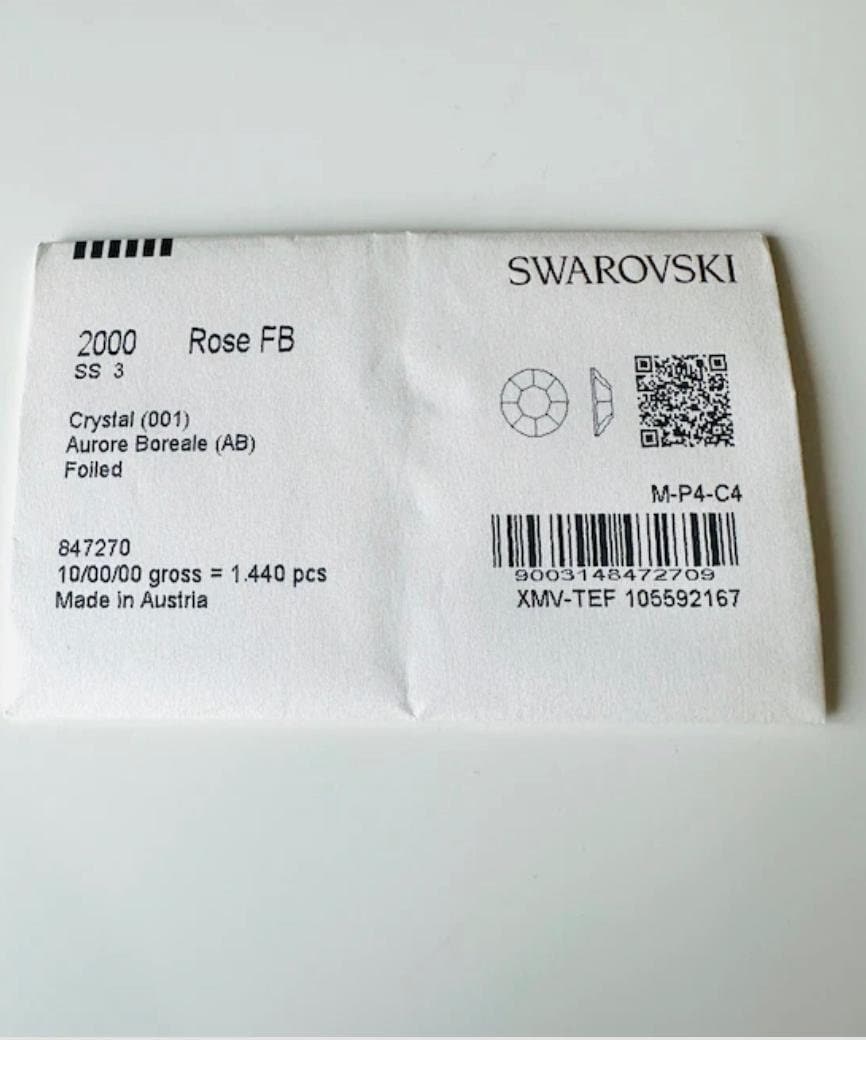 SWAROVSKI
2000 Rose FB
SS 3
Crystal (001)
Aurore Boreale (AB)
Foiled
M-P4-C4
847270
10/00/00 gross = 1.440 pcs
Made in Austria
9003148472709
XMV-TEF 105592167